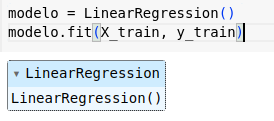 modelo = LinearRegression()
modelo.fit(X_train, y_train)
▾ LinearRegression
LinearRegression()